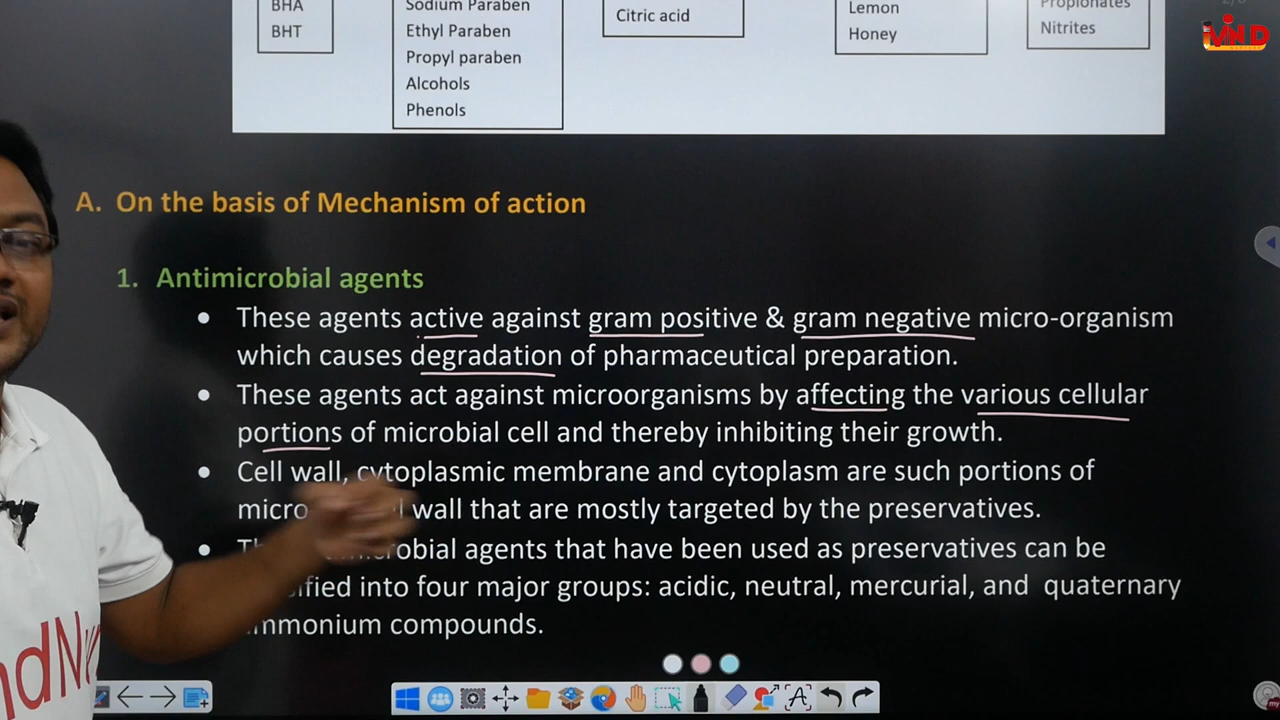 BHA
BHT
Sodium Paraben
Ethyl Paraben
Propyl paraben
Alcohols
Phenols
Citric acid
Lemon
Honey
Propionates
Nitrites
MIND
A. On the basis of Mechanism of action
1. Antimicrobial agents
• These agents active against gram positive & gram negative micro-organism
which causes degradation of pharmaceutical preparation.
• These agents act against microorganisms by affecting the various cellular
portions of microbial cell and thereby inhibiting their growth.
• Cell wall, cytoplasmic membrane and cytoplasm are such portions of
wall that are mostly targeted by the preservatives.
• agents that have been used as preservatives can be
into four major groups: acidic, neutral, mercurial, and quaternary
compounds.